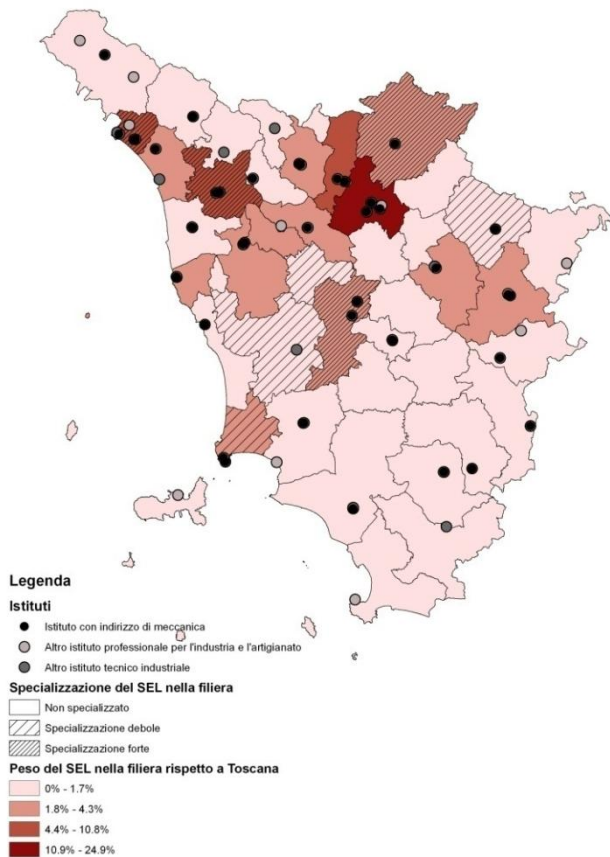 Legenda
Istituti
Istituto con indirizzo di meccanica
Altro istituto professionale per l'industria e l'artigianato
Altro istituto tecnico industriale
Specializzazione del SEL nella filiera
Non specializzato
Specializzazione debole
Specializzazione forte
Peso del SEL nella filiera rispetto a Toscana
0% - 1.7%
1.8% - 4.3%
4.4% - 10.8%
10.9% - 24.9%